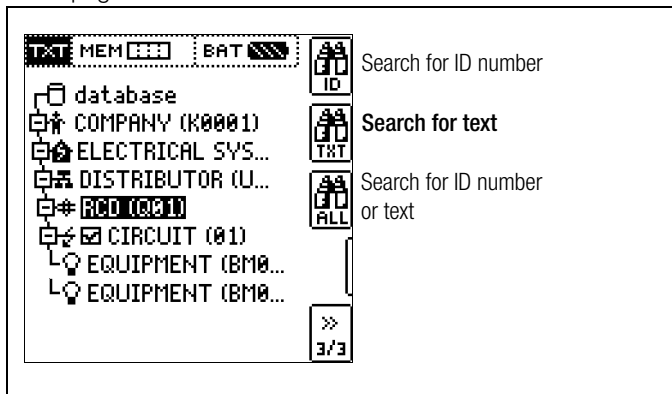 TXT MEM BAT
ID
Search for ID number
database
COMPANY (K0001)
TXT
Search for text
ELECTRICAL SYS...
DISTRIBUTOR (U...
ALL
Search for ID number
or text
RCD (Q01)
CIRCUIT (01)
EQUIPMENT (BM0...
EQUIPMENT (BM0...
>>
3/3